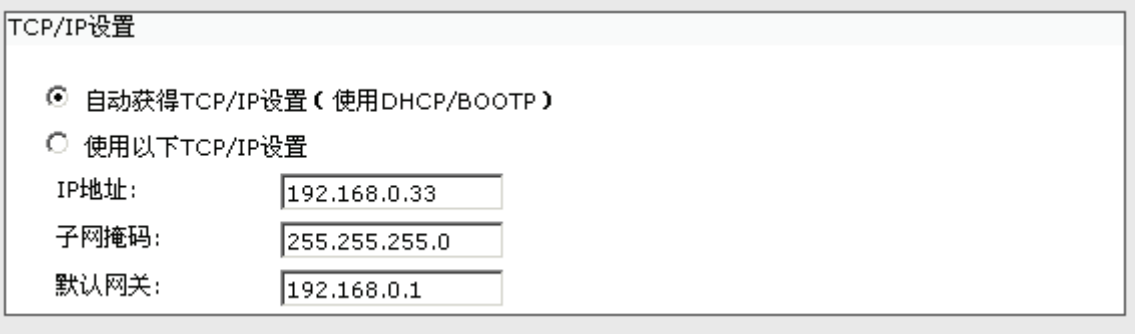 TCP/IP设置
自动获得TCP/IP设置(使用DHCP/BOOTP)
使用以下TCP/IP设置
IP地址: 192.168.0.33
子网掩码: 255.255.255.0
默认网关: 192.168.0.1